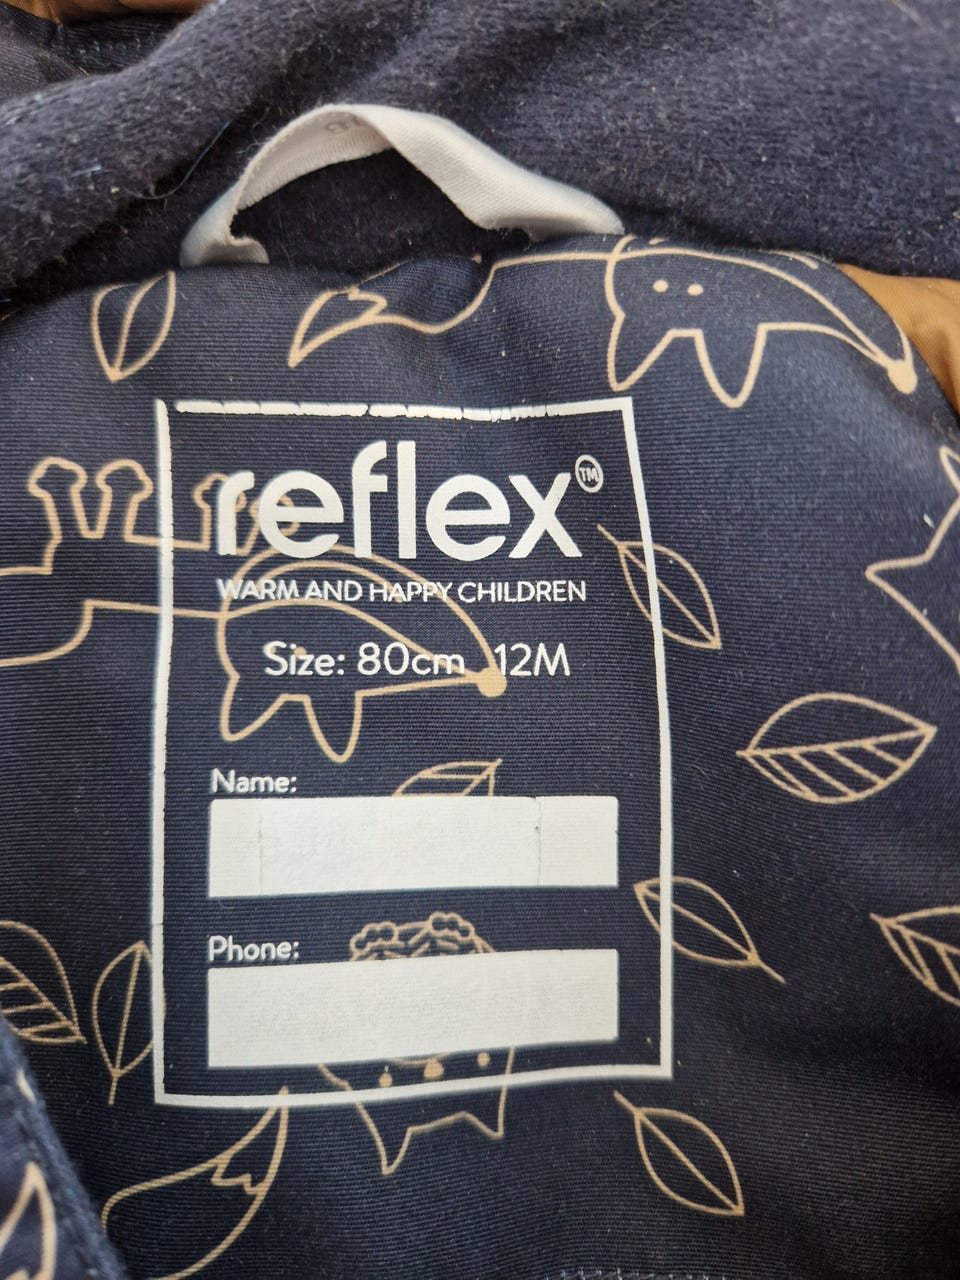 reflex™
WARM AND HAPPY CHILDREN
Size: 80cm 12M
Name:
Phone: